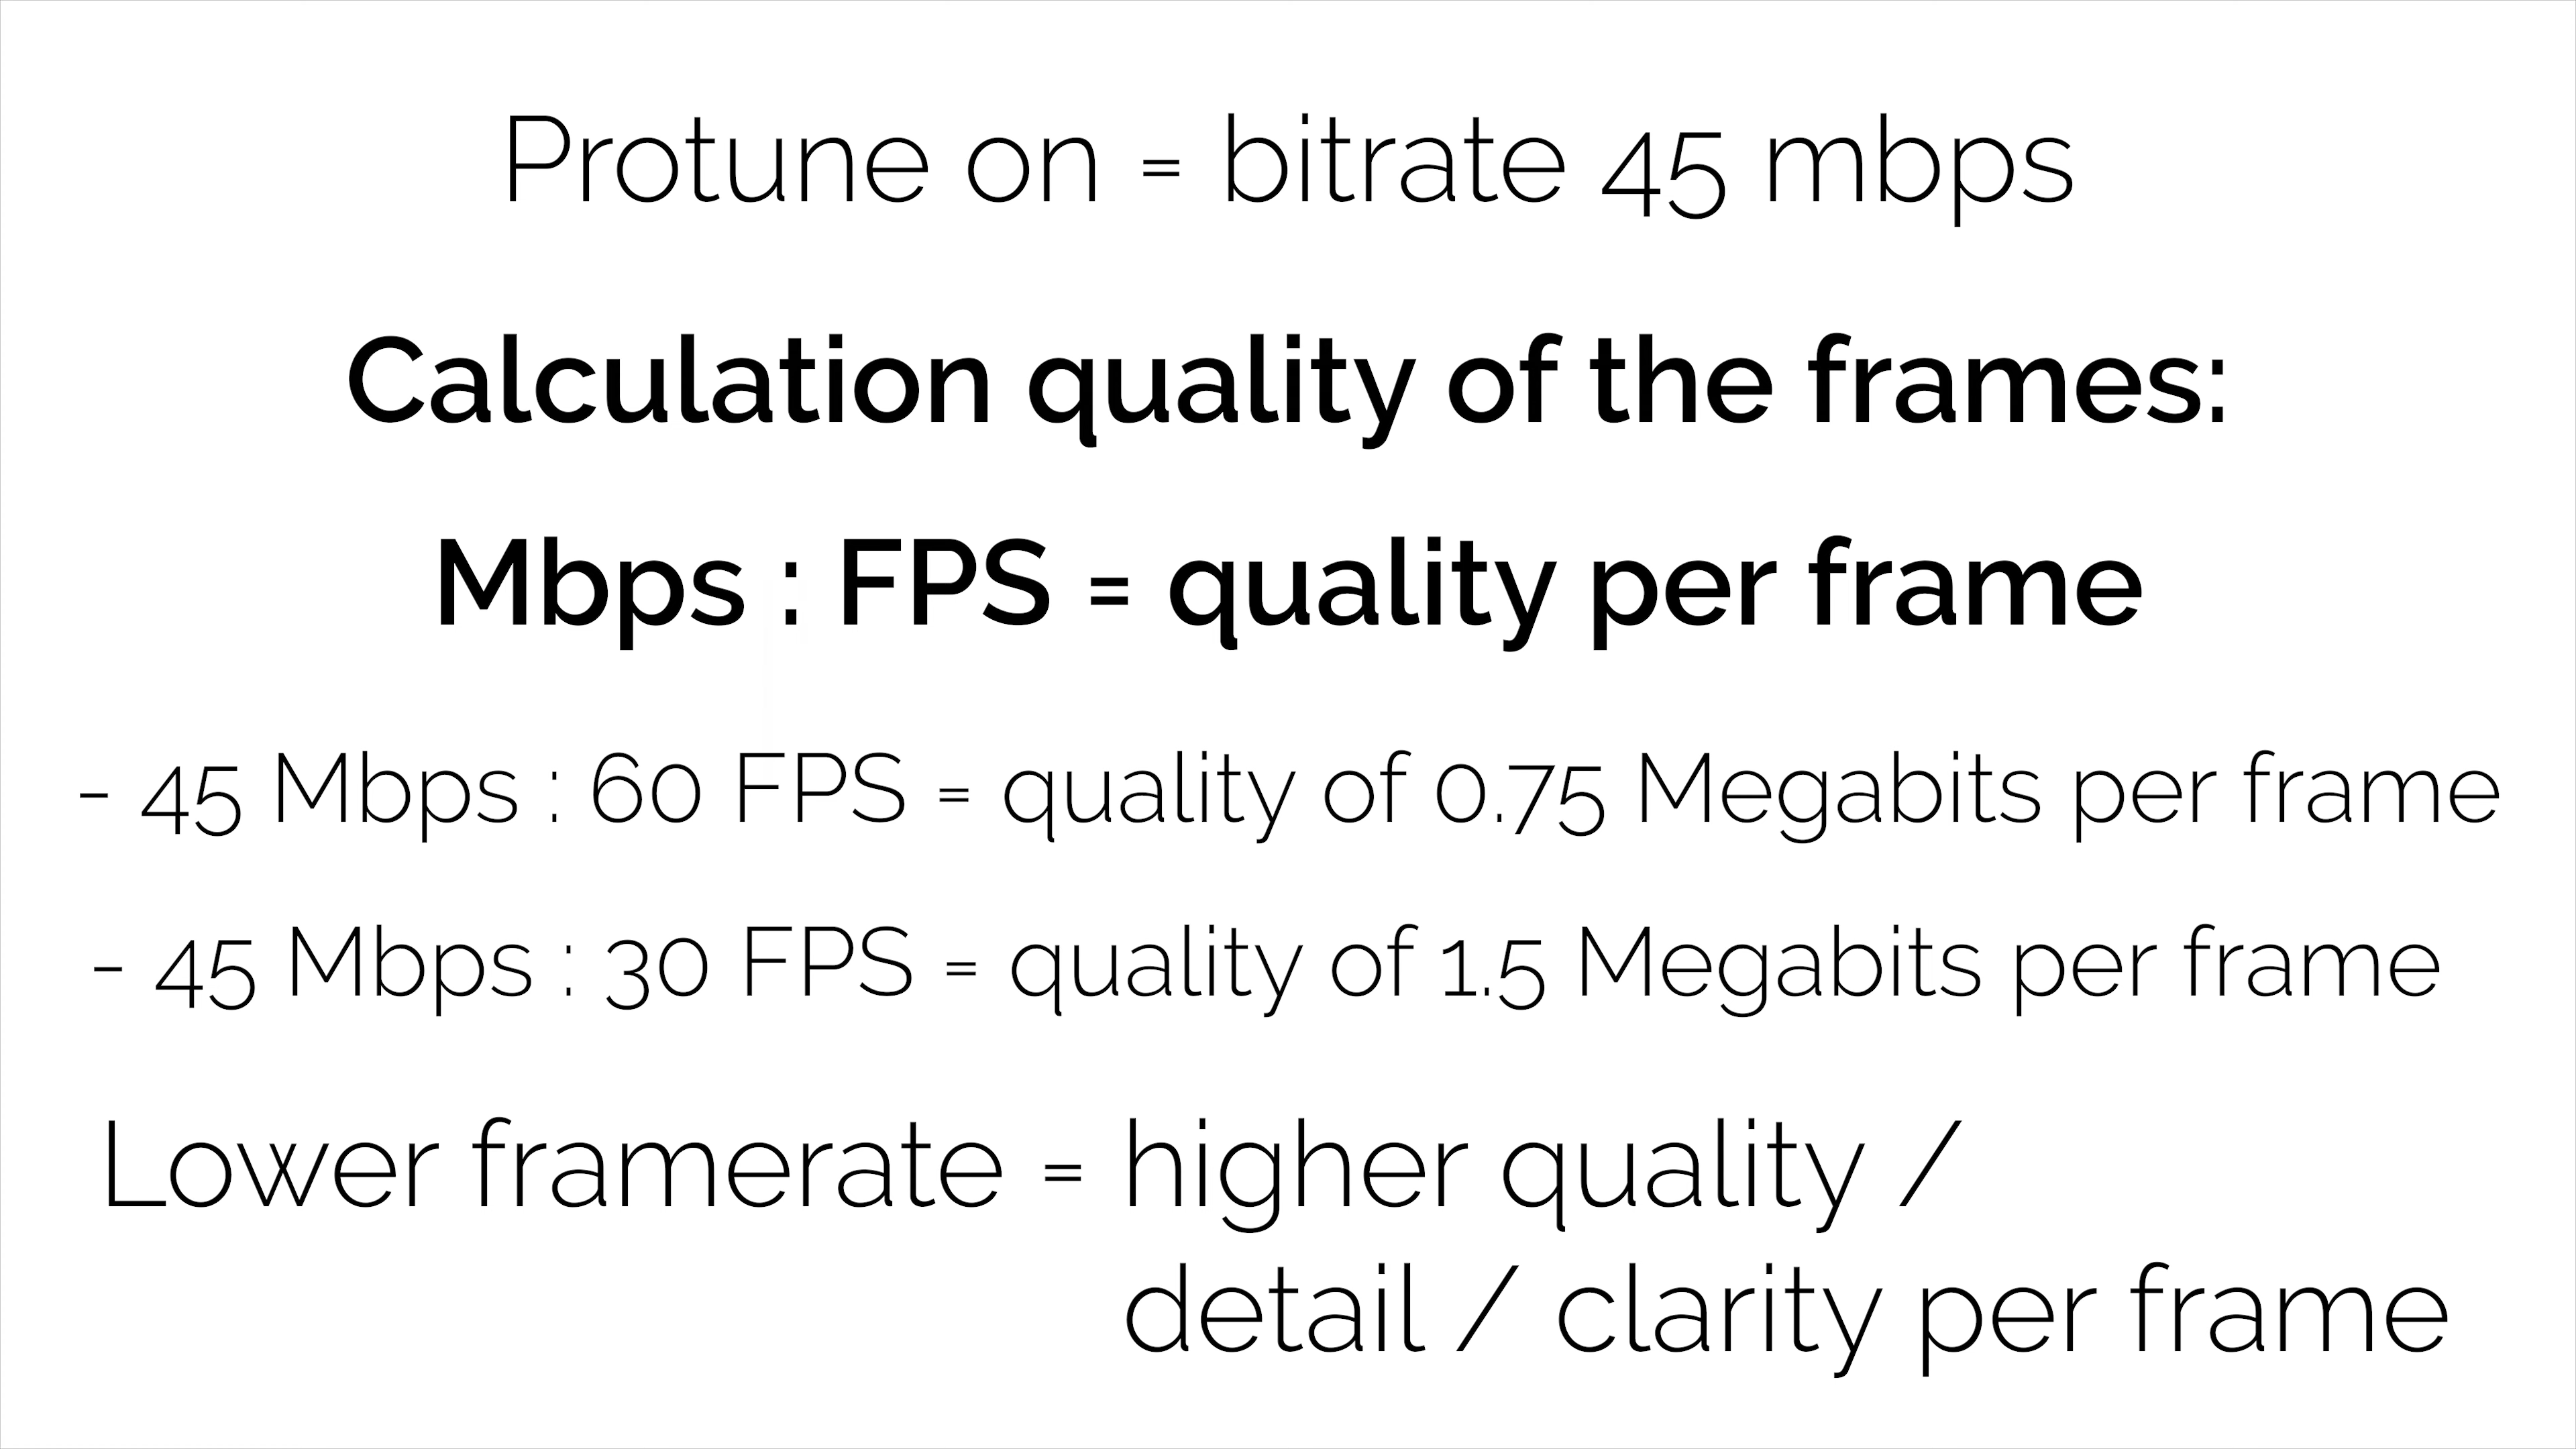 Protune on = bitrate 45 mbps
Calculation quality of the frames:
Mbps : FPS = quality per frame
- 45 Mbps : 60 FPS = quality of 0.75 Megabits per frame
- 45 Mbps : 30 FPS = quality of 1.5 Megabits per frame
Lower framerate = higher quality /
detail / clarity per frame